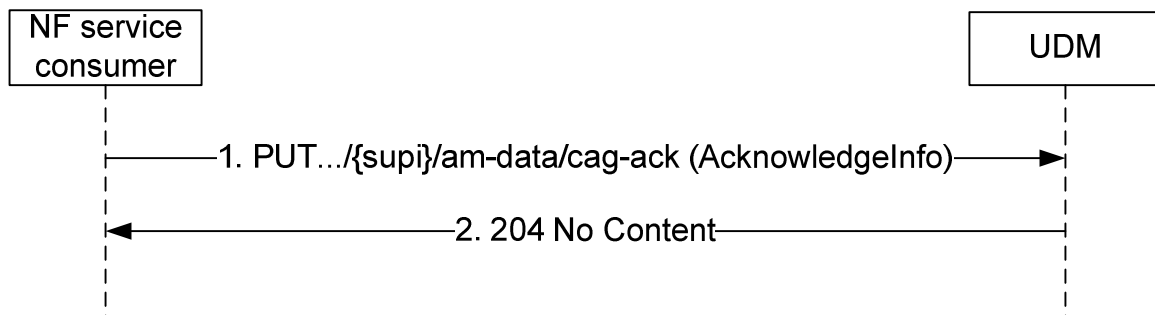 NF service
consumer
UDM
1. PUT.../{supi}/am-data/cag-ack (AcknowledgeInfo)
2. 204 No Content